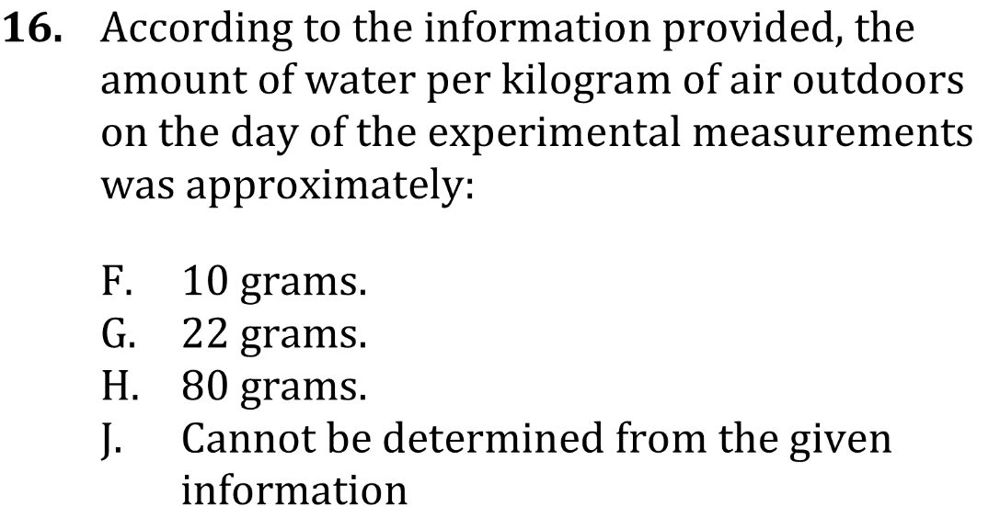 16. According to the information provided, the
amount of water per kilogram of air outdoors
on the day of the experimental measurements
was approximately:
F. 10 grams.
G. 22 grams.
H. 80 grams.
J. Cannot be determined from the given
information